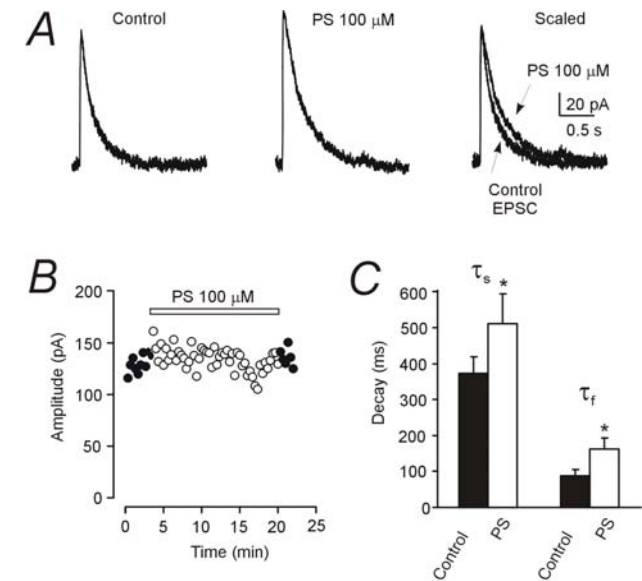 A
Control
PS 100 μM
Scaled
PS 100 μM
20 pA
0.5 s
Control
EPSC
B
PS 100 μM
200
150
100
50
0
Amplitude (pA)
0 5 10 15 20 25
Time (min)
C
τs
*
τf
*
600
500
400
300
200
100
0
Decay (ms)
Control
PS
Control
PS